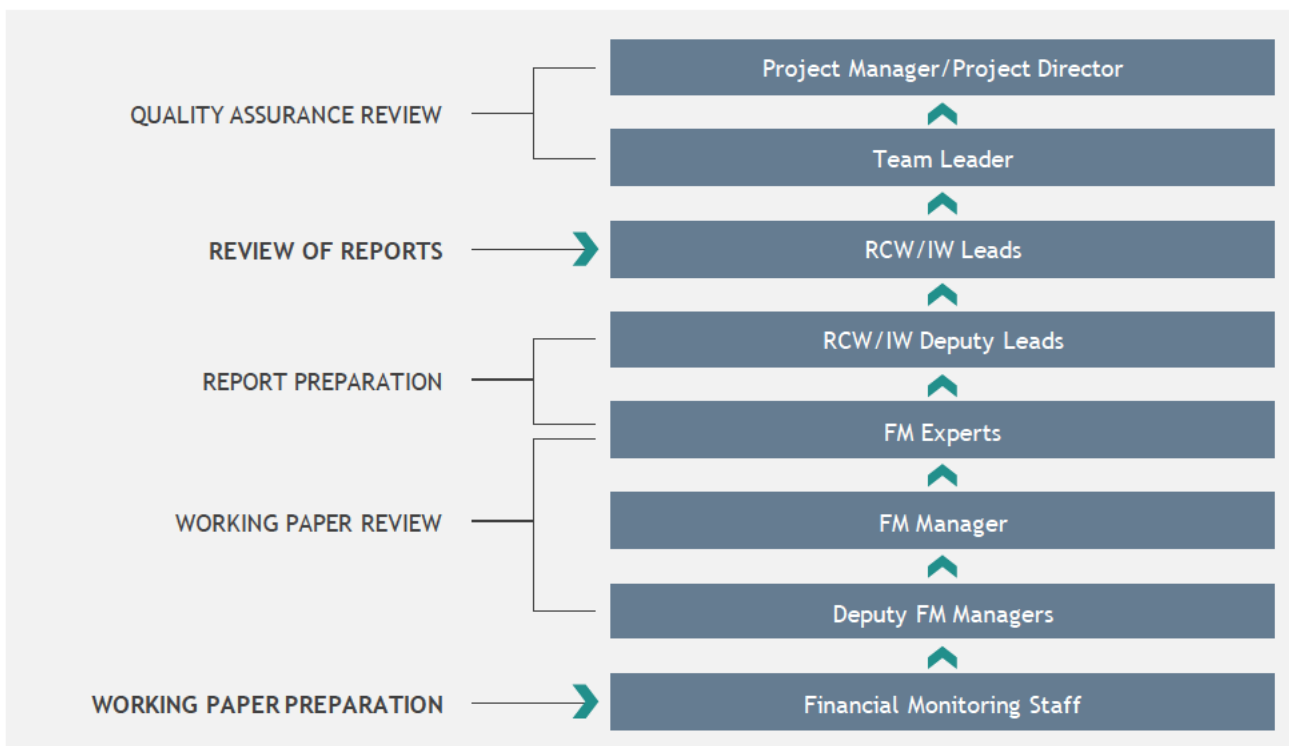 Project Manager/Project Director
QUALITY ASSURANCE REVIEW
Team Leader
REVIEW OF REPORTS
RCW/IW Leads
RCW/IW Deputy Leads
REPORT PREPARATION
FM Experts
WORKING PAPER REVIEW
FM Manager
Deputy FM Managers
WORKING PAPER PREPARATION
Financial Monitoring Staff